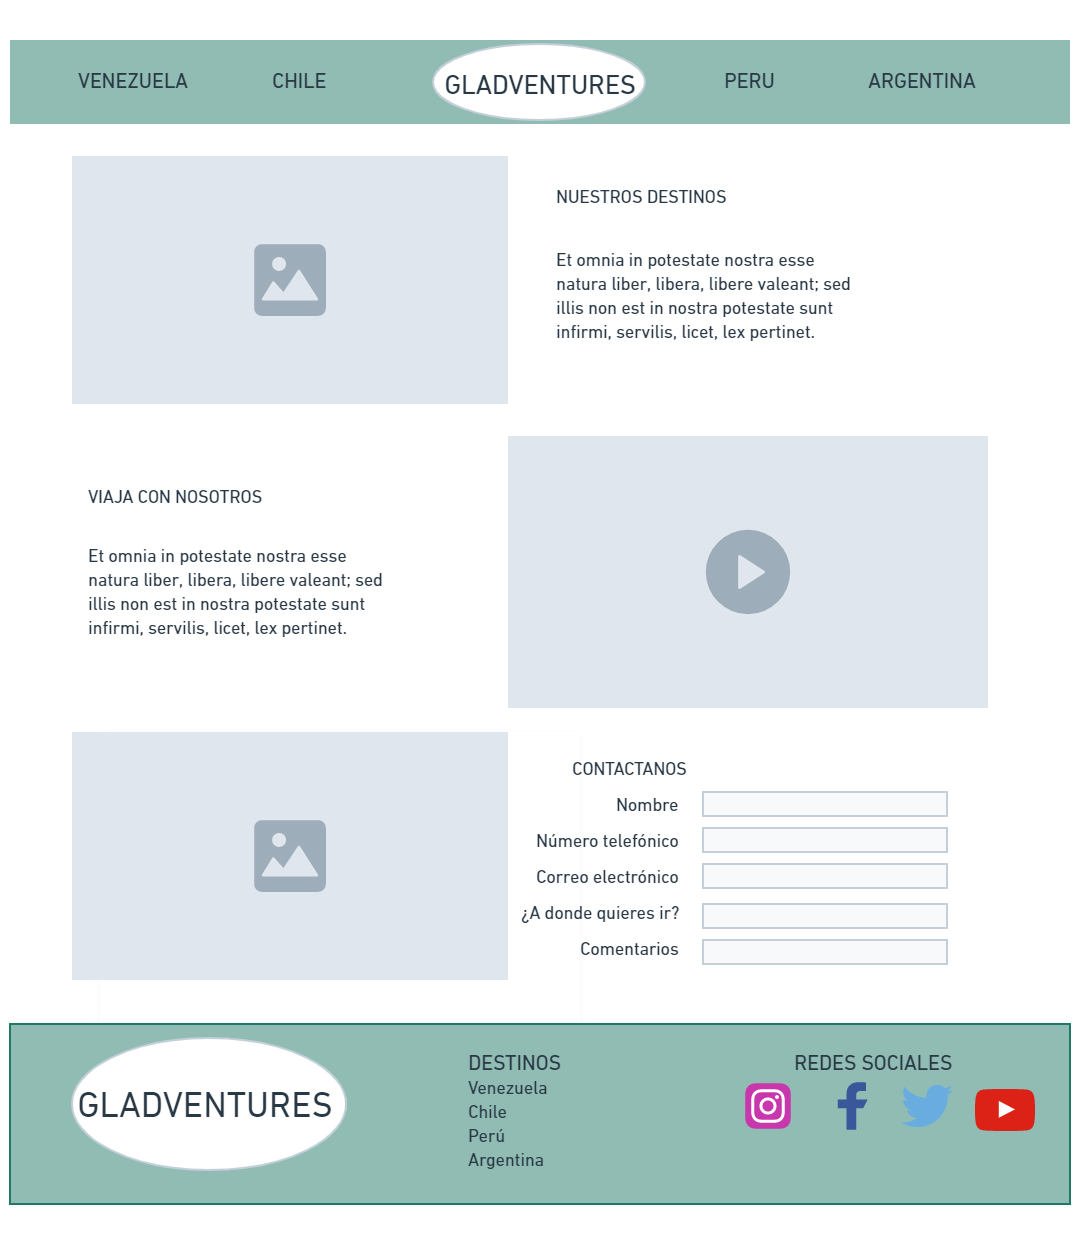 VENEZUELA
CHILE
GLADVENTURES
PERU
ARGENTINA
NUESTROS DESTINOS
Et omnia in potestate nostra esse
natura liber, libera, libere valeant; sed
illis non est in nostra potestate sunt
infirmi, servilis, licet, lex pertinet.
VIAJA CON NOSOTROS
Et omnia in potestate nostra esse
natura liber, libera, libere valeant; sed
illis non est in nostra potestate sunt
infirmi, servilis, licet, lex pertinet.
CONTACTANOS
Nombre
Número telefónico
Correo electrónico
¿A donde quieres ir?
Comentarios
GLADVENTURES
DESTINOS
Venezuela
Chile
Perú
Argentina
REDES SOCIALES